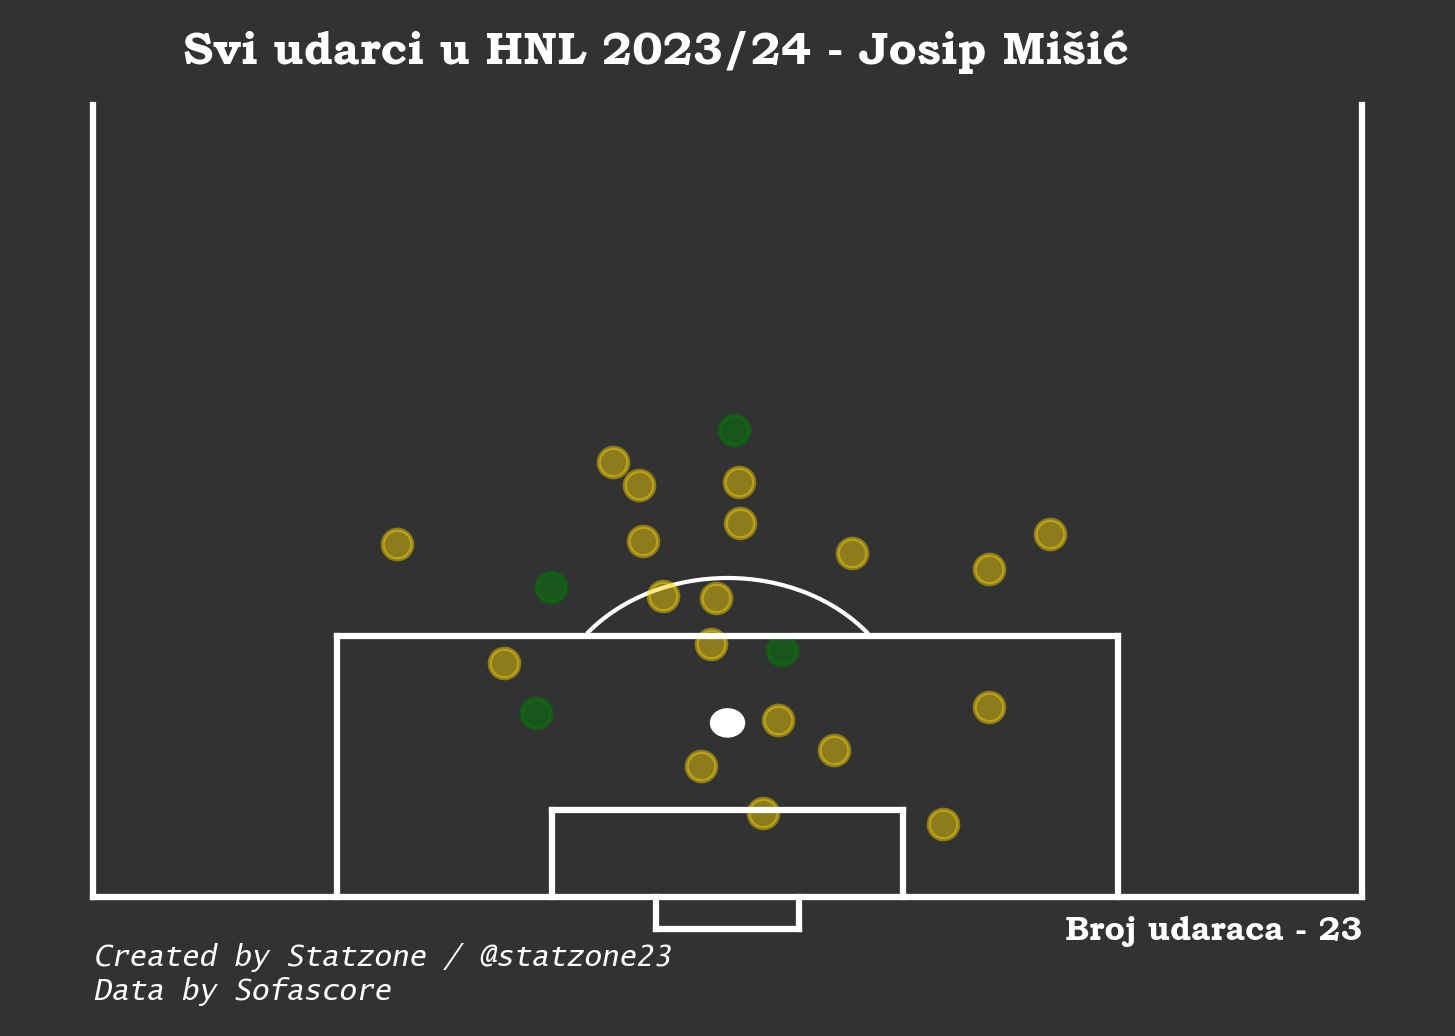 Svi udarci u HNL 2023/24 - Josip Mišić
Broj udaraca - 23
Created by Statzone / @statzone23
Data by Sofascore